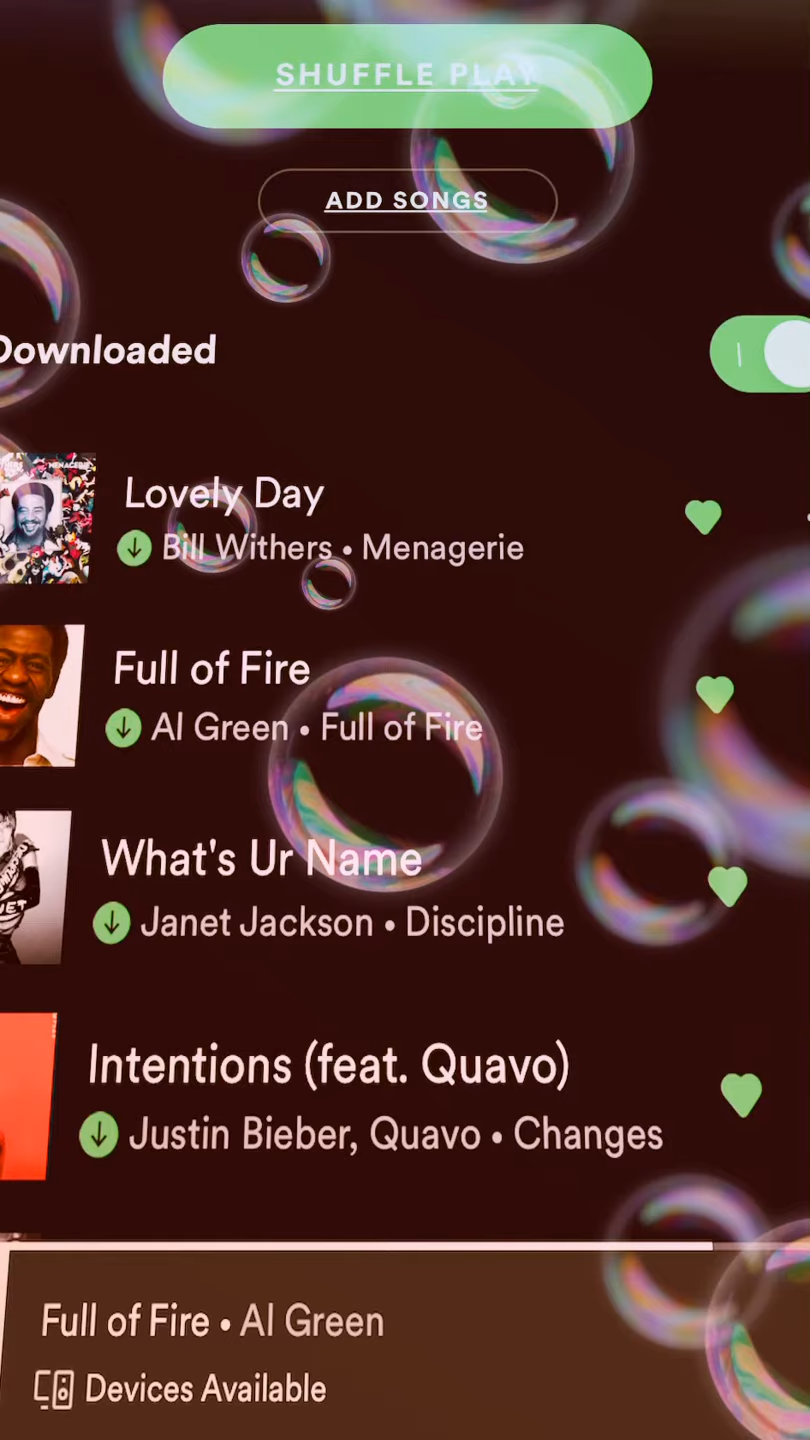 SHUFFLE PLAY
ADD SONGS
Downloaded
MENAGERIE
Lovely Day
Bill Withers • Menagerie
Full of Fire
Al Green • Full of Fire
What's Ur Name
Janet Jackson • Discipline
Intentions (feat. Quavo)
Justin Bieber, Quavo • Changes
Full of Fire • Al Green
Devices Available